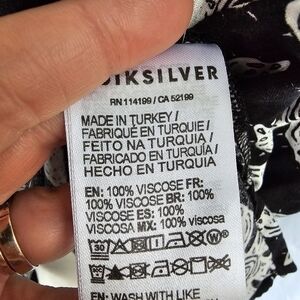 UIKSILVER
RN 114199 / CA 52199
MADE IN TURKEY /
FABRIQUÉ EN TURQUIE /
FEITO NA TURQUIA /
FABRICADO EN TURQUÍA /
HECHO EN TURQUIA
EN: 100% VISCOSE FR:
100% VISCOSE BR: 100%
VISCOSE ES: 100%
VISCOSA MX: 100% viscosa
30
W
EN: WASH WITH LIKE